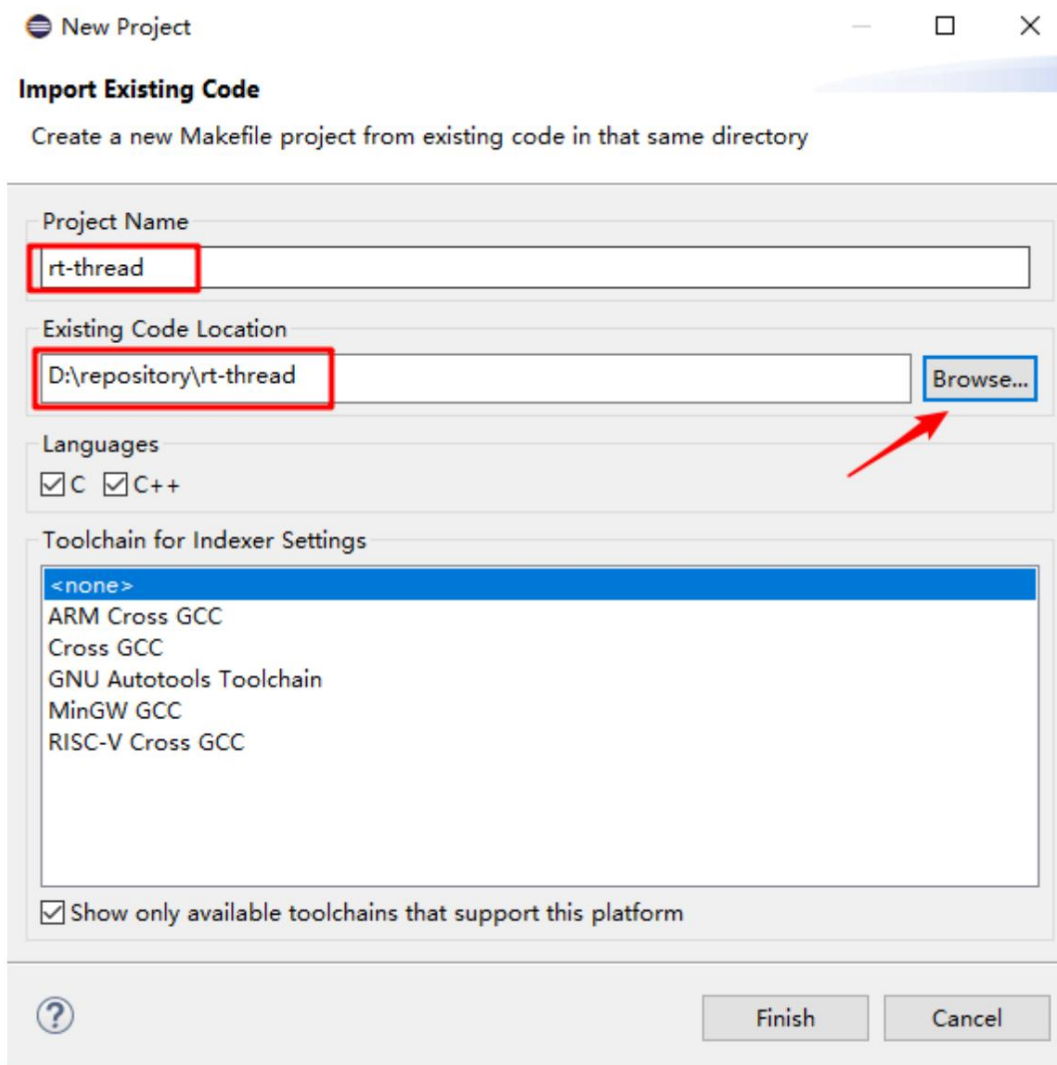 New Project
Import Existing Code
Create a new Makefile project from existing code in that same directory
Project Name
rt-thread
Existing Code Location
D:\repository\rt-thread
Browse...
Languages
C C++
Toolchain for Indexer Settings
<none>
ARM Cross GCC
Cross GCC
GNU Autotools Toolchain
MinGW GCC
RISC-V Cross GCC
Show only available toolchains that support this platform
?
Finish Cancel